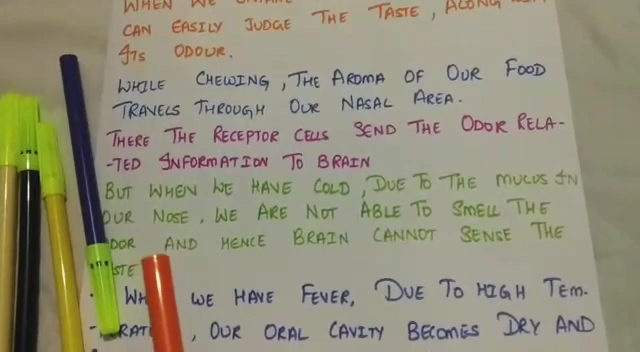 WHEN WE
CAN EASILY JUDGE THE TASTE, ALONG
ITS ODOUR.
WHILE CHEWING, THE AROMA OF OUR FOOD
TRAVELS THROUGH OUR NASAL AREA.
THERE THE RECEPTOR CELLS SEND THE ODOR RELA-
-TED INFORMATION TO BRAIN
BUT WHEN WE HAVE COLD, DUE TO THE MUCUS IN
OUR NOSE, WE ARE NOT ABLE TO SMELL THE
AND HENCE BRAIN CANNOT SENSE THE
WE HAVE FEVER, DUE TO HIGH TEM-
, OUR ORAL CAVITY BECOMES DRY AND